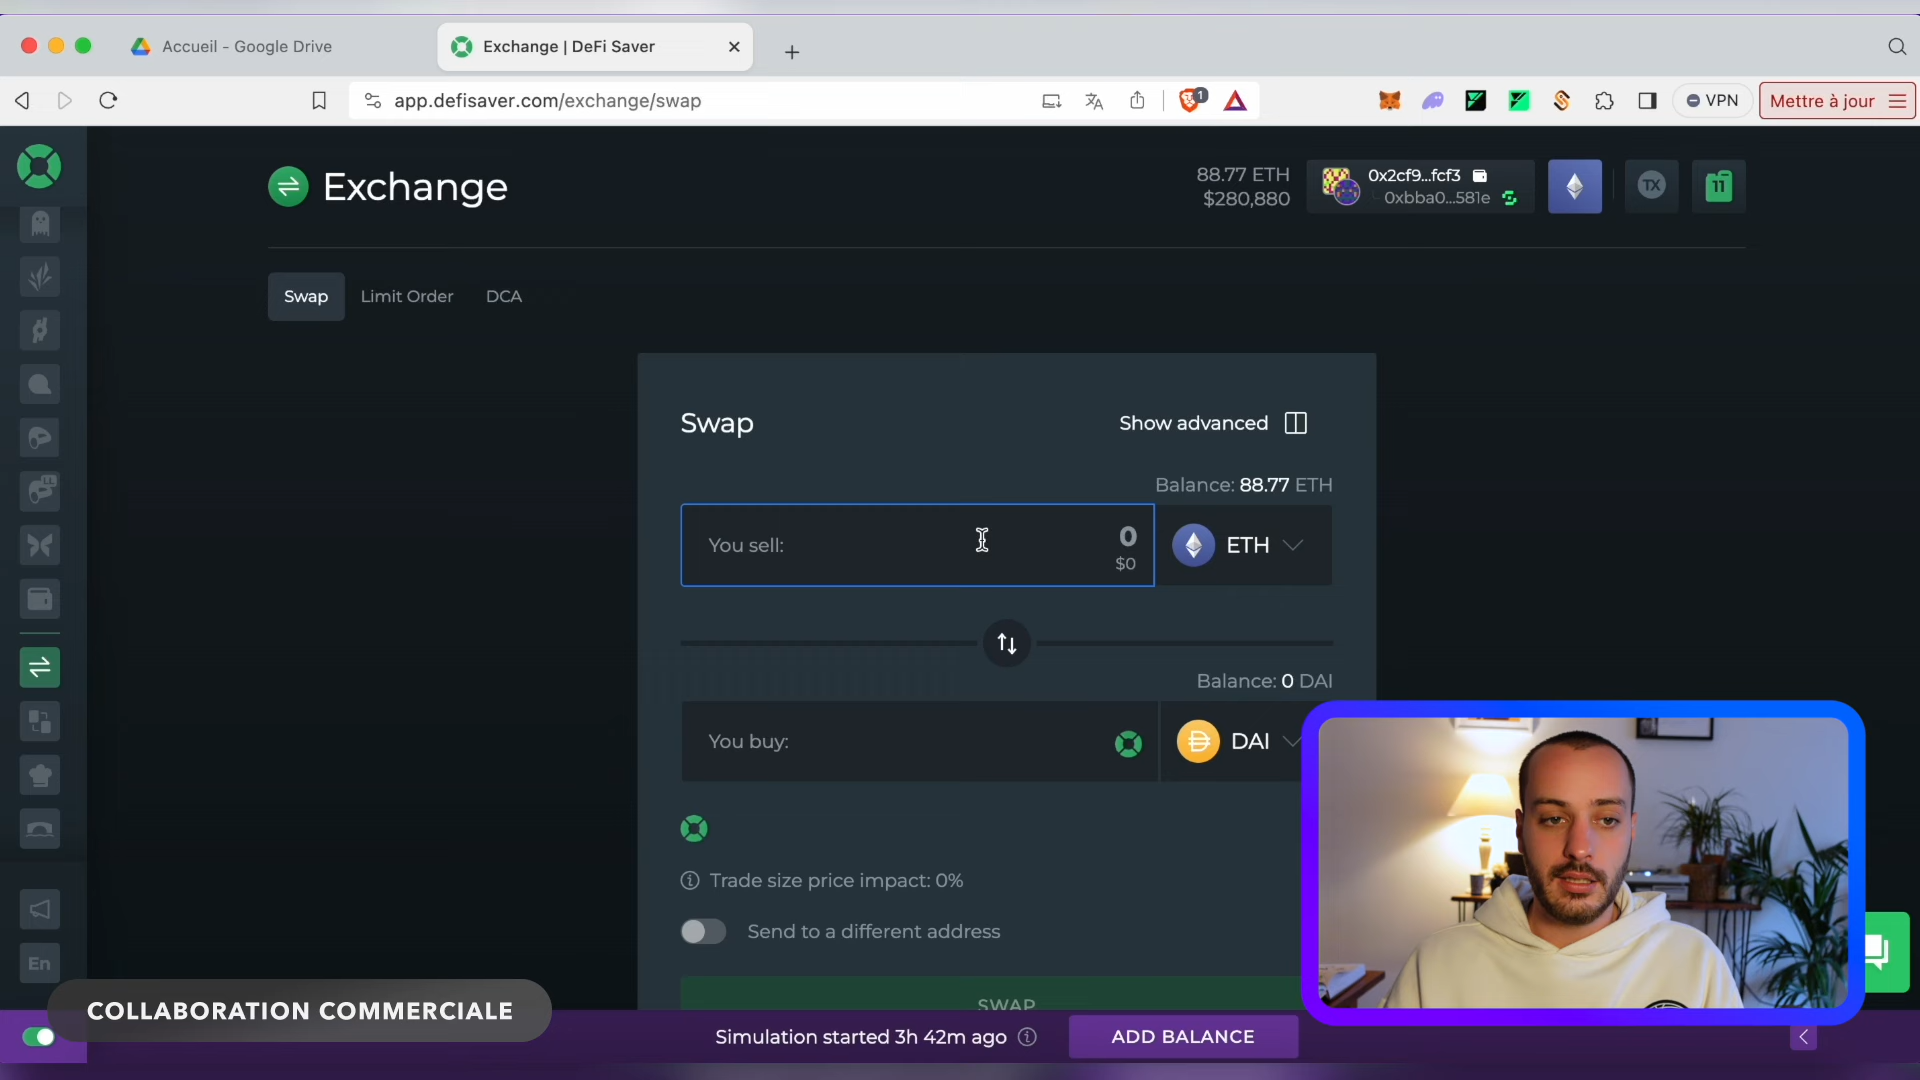 Accueil - Google Drive
Exchange | DeFi Saver
app.defisaver.com/exchange/swap
1
VPN
Mettre à jour
Exchange
88.77 ETH
$280,880
0x2cf9...fcf3
0xbba0...581e
TX
11
Swap
Limit Order
DCA
Swap
Show advanced
Balance: 88.77 ETH
You sell:
0
$0
ETH
Balance: 0 DAI
You buy:
DAI
Trade size price impact: 0%
Send to a different address
SWAP
En
COLLABORATION COMMERCIALE
Simulation started 3h 42m ago
ADD BALANCE